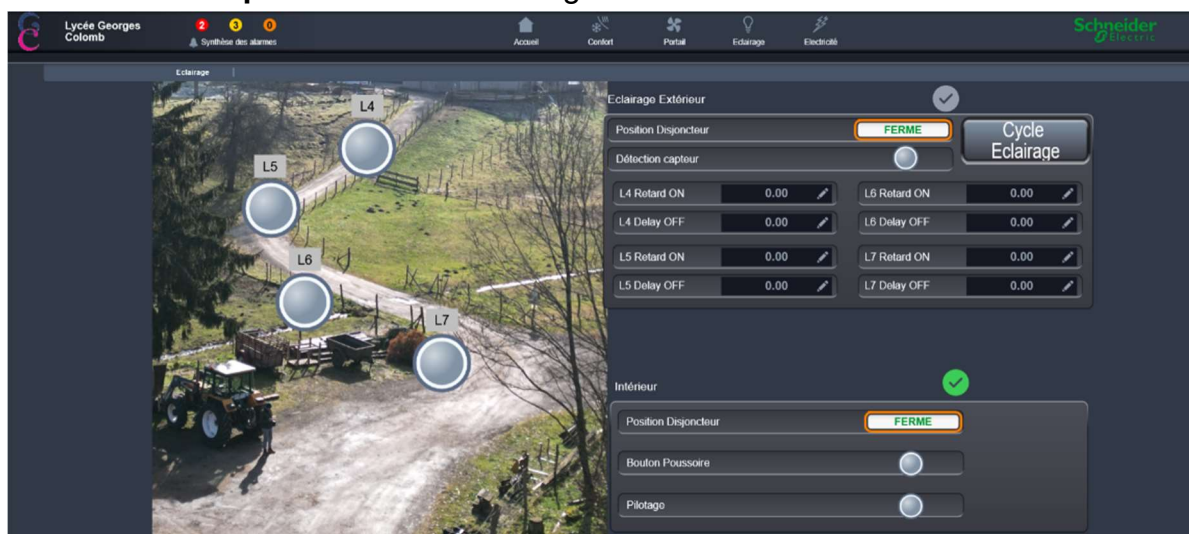 Lycée Georges
Colomb
2 3 0
Synthèse des alarmes
Accueil Confort Portail Eclairage Electricité
Schneider
Electric
Eclairage
L4
L5
L6
L7
Eclairage Extérieur
Position Disjoncteur FERME
Cycle
Eclairage
Détection capteur
L4 Retard ON 0.00 L6 Retard ON 0.00
L4 Delay OFF 0.00 L6 Delay OFF 0.00
L5 Retard ON 0.00 L7 Retard ON 0.00
L5 Delay OFF 0.00 L7 Delay OFF 0.00
Intérieur
Position Disjoncteur FERME
Bouton Poussoire
Pilotage